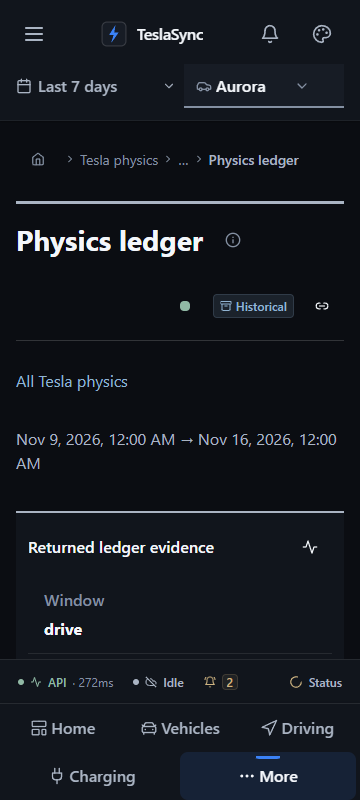 TeslaSync
Last 7 days Aurora
Tesla physics ... Physics ledger
Physics ledger
Historical
All Tesla physics
Nov 9, 2026, 12:00 AM → Nov 16, 2026, 12:00
AM
Returned ledger evidence
Window
drive
API · 272ms Idle 2 Status
Home Vehicles Driving
Charging ··· More